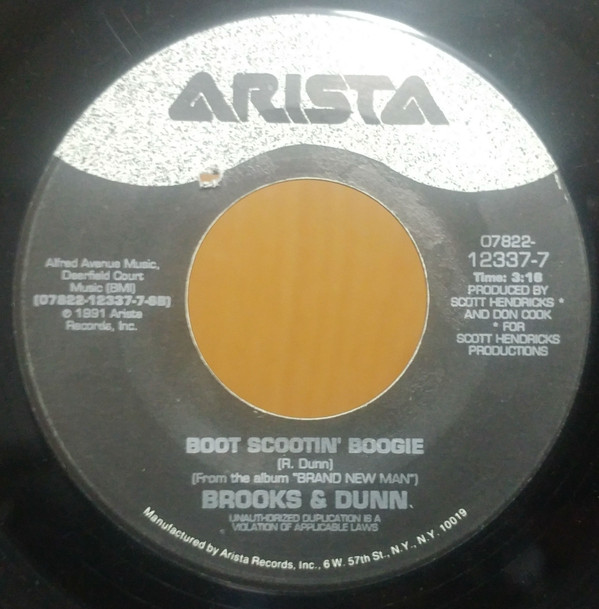 ARISTA
Alfred Avenue Music,
Deerfield Court
Music (BMI)
(07822-12337-7-SB)
℗ 1991 Arista
Records, Inc.
07822-
12337-7
Time: 3:16
PRODUCED BY
SCOTT HENDRICKS *
AND DON COOK
* FOR
SCOTT HENDRICKS
PRODUCTIONS
BOOT SCOOTIN' BOOGIE
(R. Dunn)
(From the album "BRAND NEW MAN")
BROOKS & DUNN
UNAUTHORIZED DUPLICATION IS A
VIOLATION OF APPLICABLE LAWS
Manufactured by Arista Records, Inc., 6 W. 57th St., N.Y., N.Y. 10019